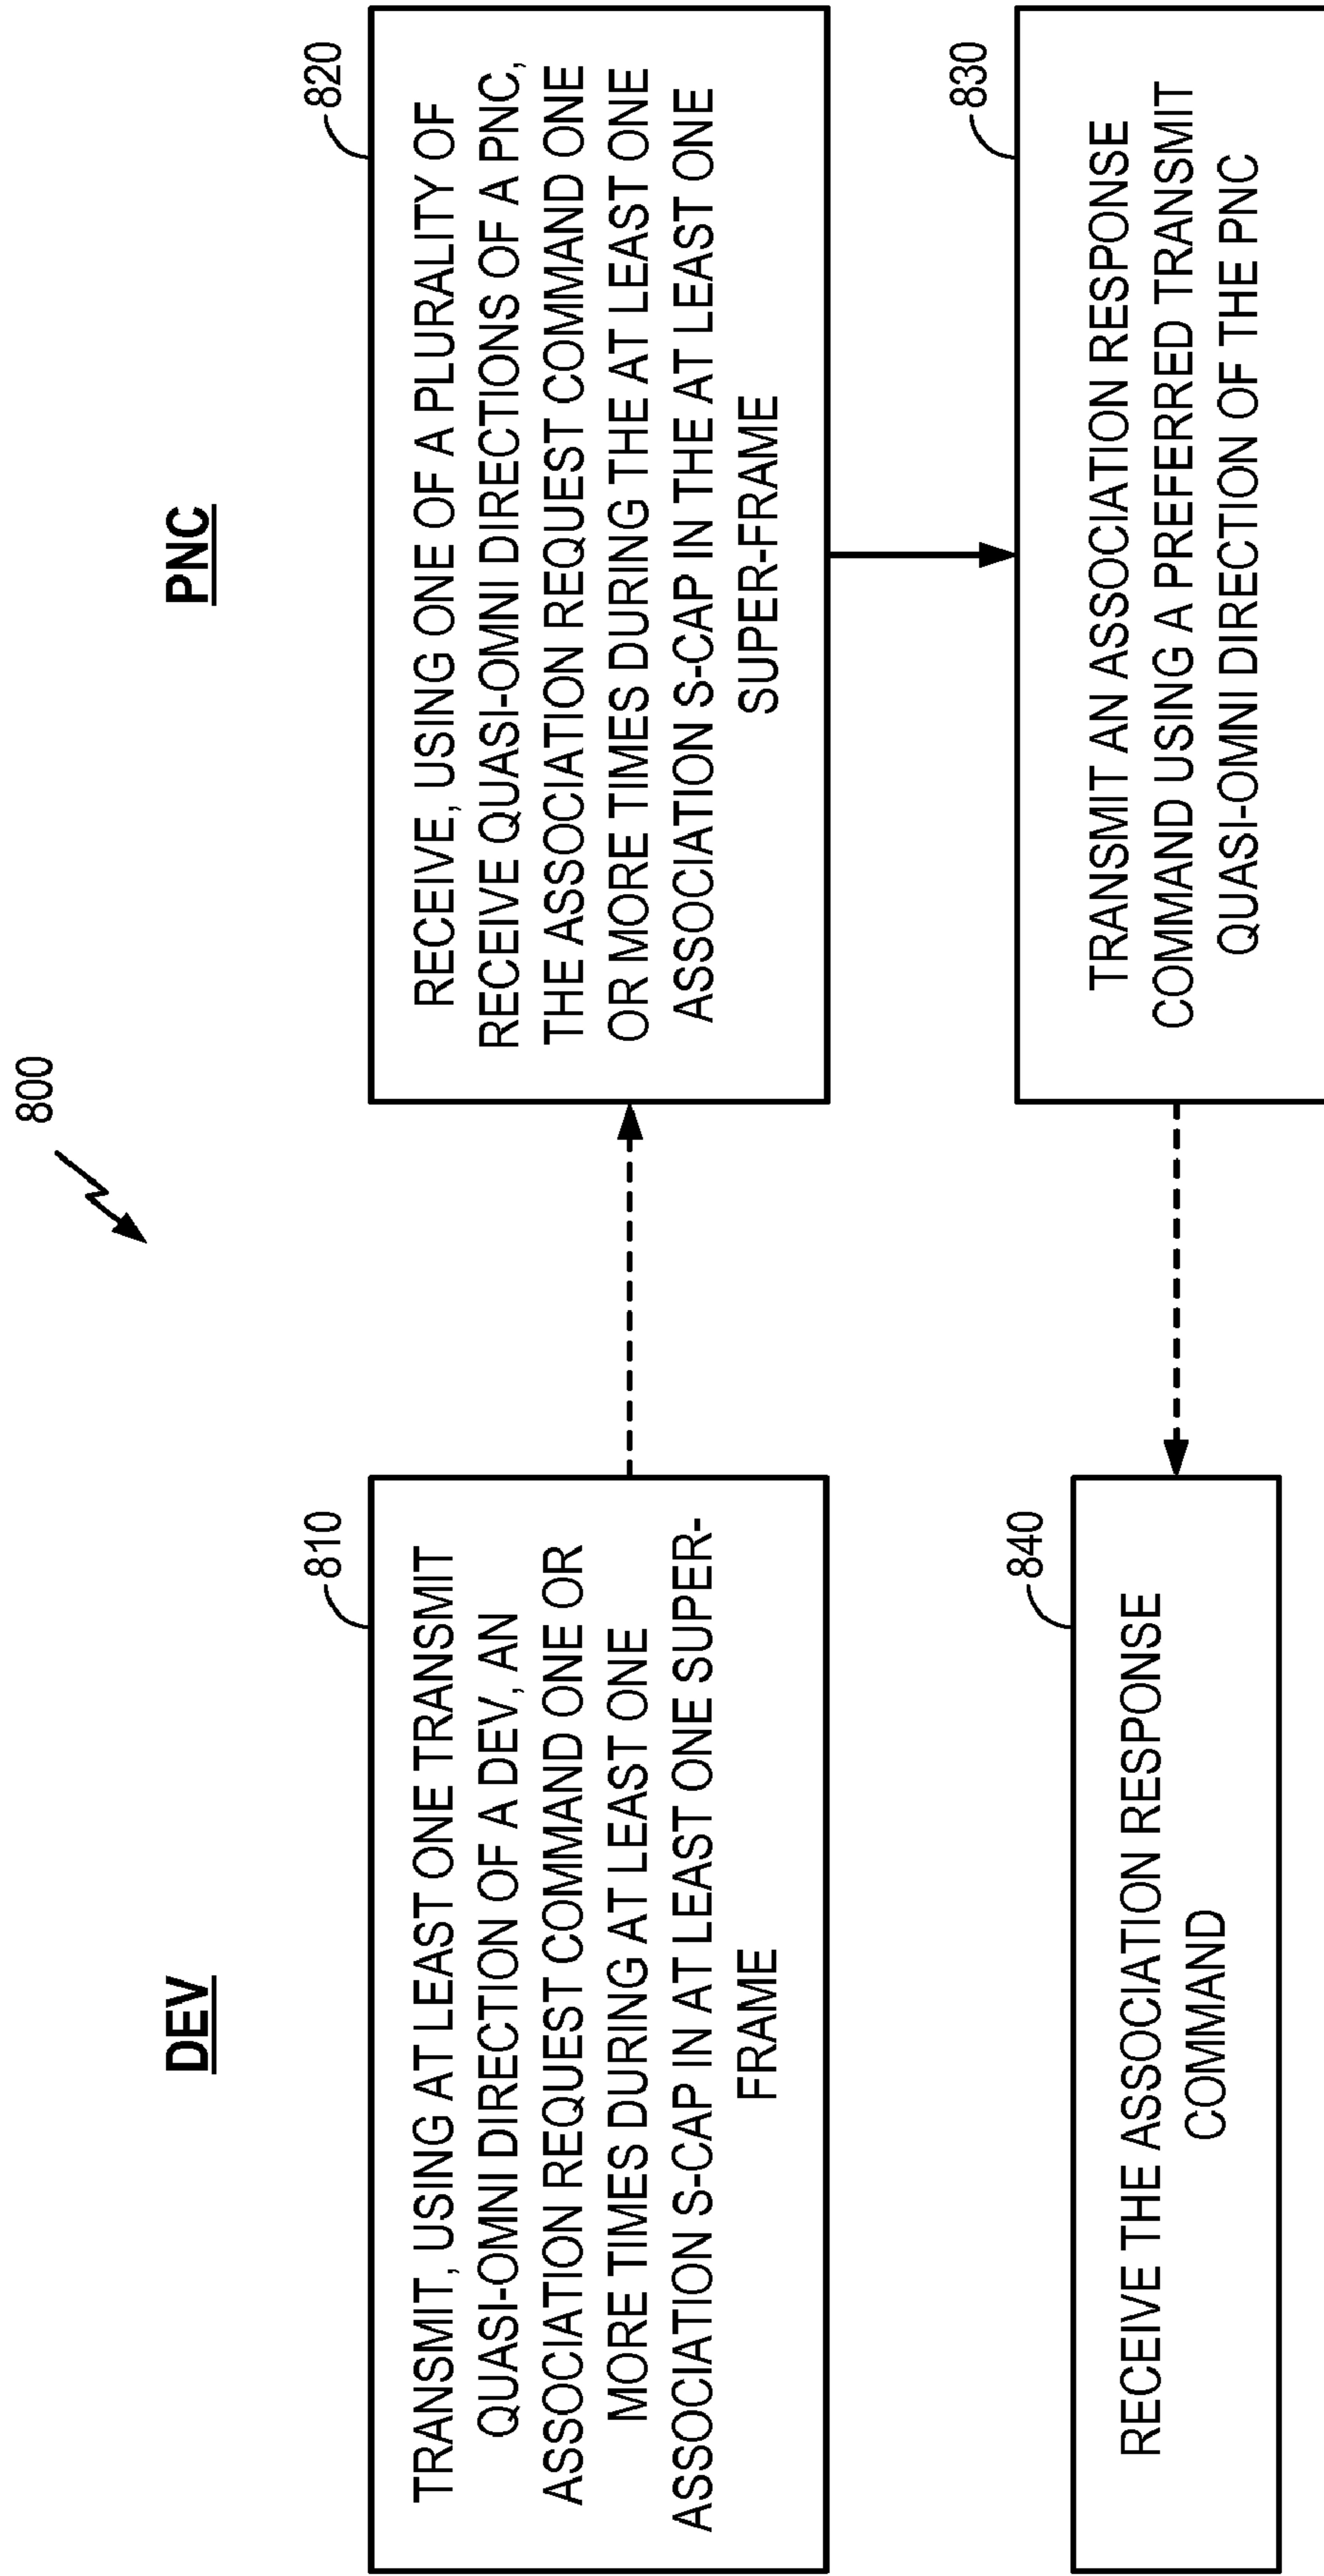 800
DEV
PNC
810
TRANSMIT, USING AT LEAST ONE TRANSMIT
QUASI-OMNI DIRECTION OF A DEV, AN
ASSOCIATION REQUEST COMMAND ONE OR
MORE TIMES DURING AT LEAST ONE
ASSOCIATION S-CAP IN AT LEAST ONE SUPER-
FRAME
820
RECEIVE, USING ONE OF A PLURALITY OF
RECEIVE QUASI-OMNI DIRECTIONS OF A PNC,
THE ASSOCIATION REQUEST COMMAND ONE
OR MORE TIMES DURING THE AT LEAST ONE
ASSOCIATION S-CAP IN THE AT LEAST ONE
SUPER-FRAME
830
TRANSMIT AN ASSOCIATION RESPONSE
COMMAND USING A PREFERRED TRANSMIT
QUASI-OMNI DIRECTION OF THE PNC
840
RECEIVE THE ASSOCIATION RESPONSE
COMMAND